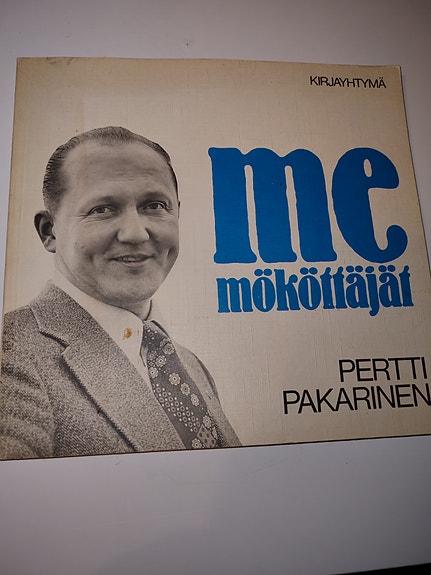 KIRJAYHTYMÄ
me
mököttäjät
PERTTI
PAKARINEN